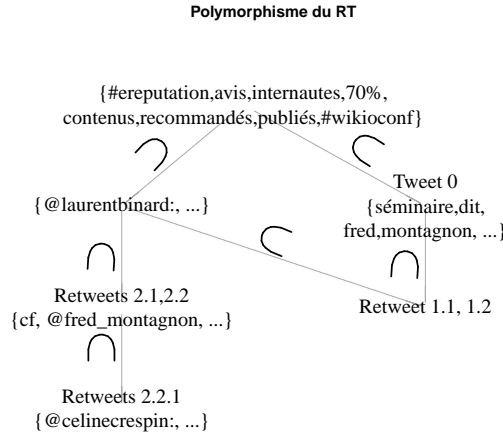 Polymorphisme du RT
{#ereputation,avis,internautes,70%,
contenus,recommandés,publiés,#wikioconf}
Tweet 0
{séminaire,dit,
fred,montagnon, ...}
{@laurentbinard:, ...}
Retweets 2.1,2.2
{cf, @fred_montagnon, ...}
Retweet 1.1, 1.2
Retweets 2.2.1
{@celinecrespin:, ...}